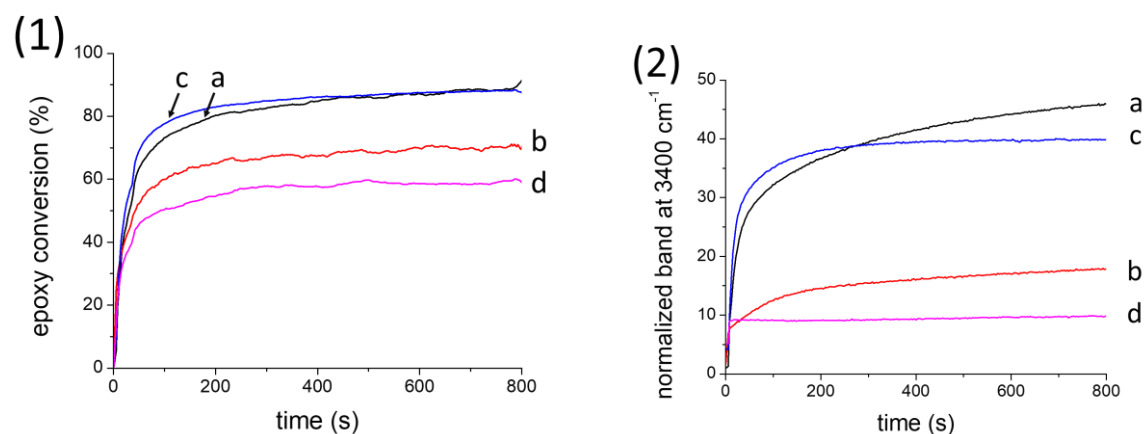 (1)
100
80
60
40
20
0
epoxy conversion (%)
c a
b
d
0 200 400 600 800
time (s)
(2)
50
40
30
20
10
0
normalized band at 3400 cm⁻¹
a
c
b
d
0 200 400 600 800
time (s)